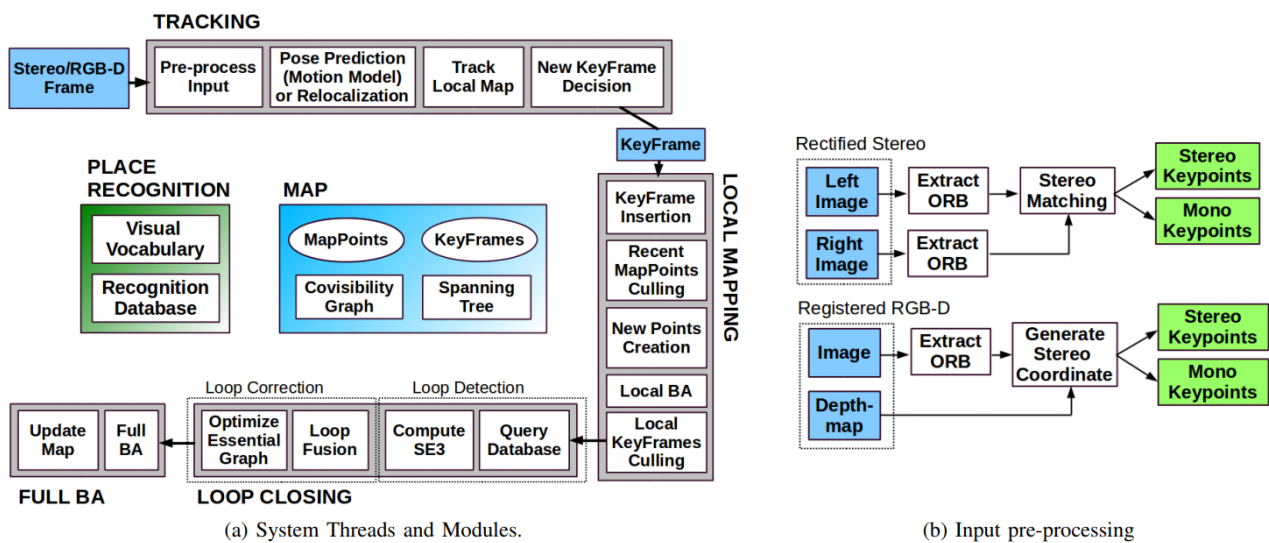 TRACKING
Stereo/RGB-D
Frame
Pre-process
Input
Pose Prediction
(Motion Model)
or Relocalization
Track
Local Map
New KeyFrame
Decision
KeyFrame
PLACE
RECOGNITION
Visual
Vocabulary
Recognition
Database
MAP
MapPoints
KeyFrames
Covisibility
Graph
Spanning
Tree
LOCAL MAPPING
KeyFrame
Insertion
Recent
MapPoints
Culling
New Points
Creation
Local BA
Local
KeyFrames
Culling
Loop Correction
Loop Detection
Optimize
Essential
Graph
Loop
Fusion
Compute
SE3
Query
Database
Update
Map
Full
BA
FULL BA
LOOP CLOSING
(a) System Threads and Modules.
Rectified Stereo
Left
Image
Extract
ORB
Stereo
Matching
Stereo
Keypoints
Mono
Keypoints
Right
Image
Extract
ORB
Registered RGB-D
Image
Extract
ORB
Generate
Stereo
Coordinate
Stereo
Keypoints
Mono
Keypoints
Depth-
map
(b) Input pre-processing